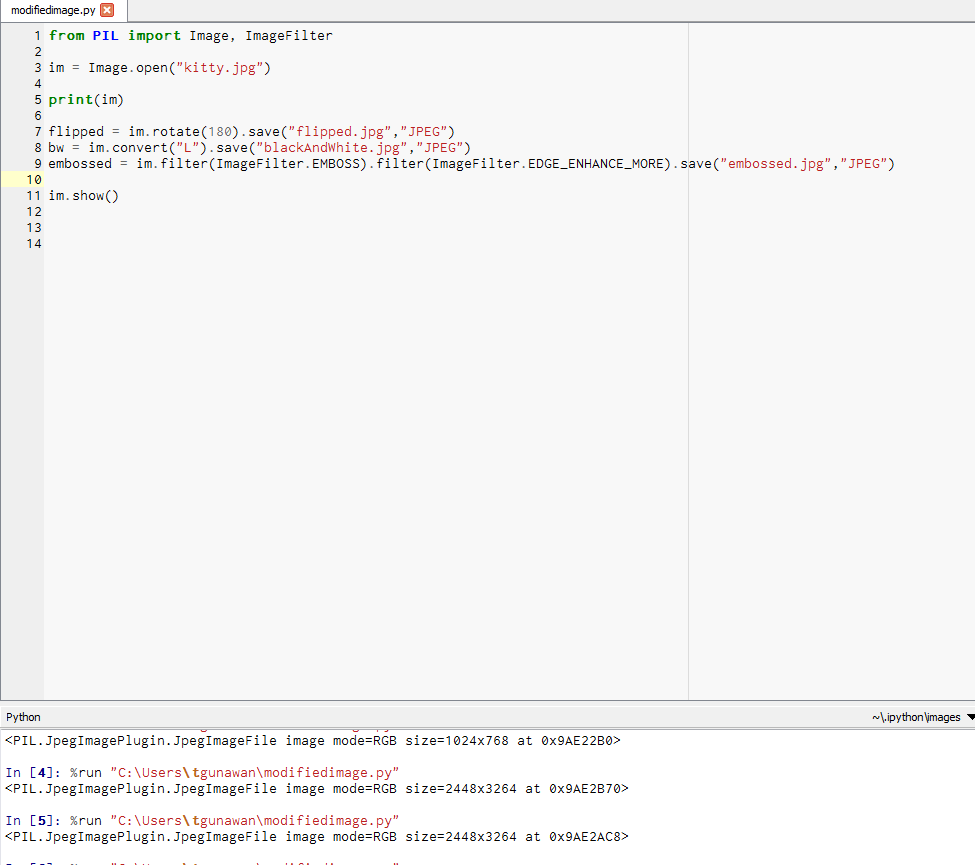 modifiedimage.py
1 from PIL import Image, ImageFilter
2
3 im = Image.open("kitty.jpg")
4
5 print(im)
6
7 flipped = im.rotate(180).save("flipped.jpg","JPEG")
8 bw = im.convert("L").save("blackAndWhite.jpg","JPEG")
9 embossed = im.filter(ImageFilter.EMBOSS).filter(ImageFilter.EDGE_ENHANCE_MORE).save("embossed.jpg","JPEG")
10
11 im.show()
12
13
14
Python ~\.ipython\images
<PIL.JpegImagePlugin.JpegImageFile image mode=RGB size=1024x768 at 0x9AE22B0>
In [4]: %run "C:\Users\tgunawan\modifiedimage.py"
<PIL.JpegImagePlugin.JpegImageFile image mode=RGB size=2448x3264 at 0x9AE2B70>
In [5]: %run "C:\Users\tgunawan\modifiedimage.py"
<PIL.JpegImagePlugin.JpegImageFile image mode=RGB size=2448x3264 at 0x9AE2AC8>